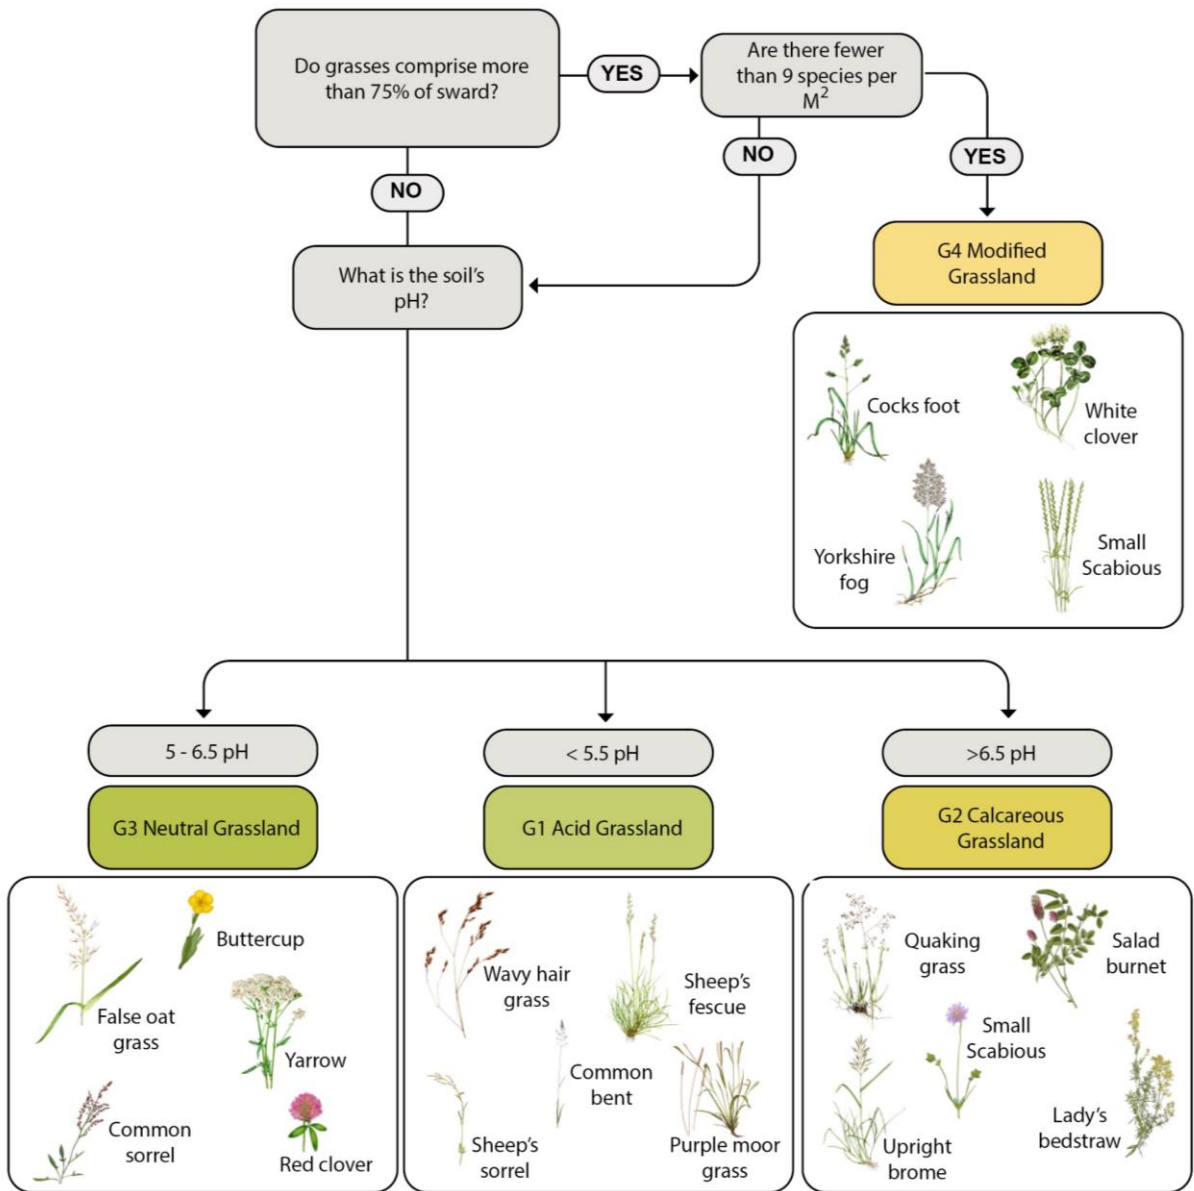 Do grasses comprise more
than 75% of sward?
YES
Are there fewer
than 9 species per
M²
NO
YES
NO
What is the soil's
pH?
G4 Modified
Grassland
Cocks foot
White
clover
Yorkshire
fog
Small
Scabious
5 - 6.5 pH
< 5.5 pH
>6.5 pH
G3 Neutral Grassland
G1 Acid Grassland
G2 Calcareous
Grassland
Buttercup
False oat
grass
Yarrow
Common
sorrel
Red clover
Wavy hair
grass
Sheep's
fescue
Common
bent
Sheep's
sorrel
Purple moor
grass
Quaking
grass
Salad
burnet
Small
Scabious
Lady's
bedstraw
Upright
brome